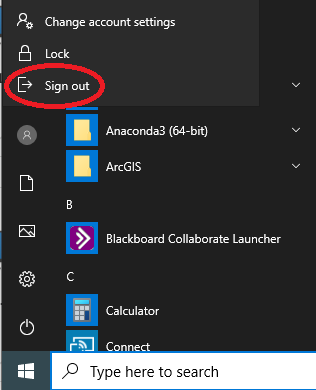 Change account settings
Lock
Sign out
Anaconda3 (64-bit)
ArcGIS
B
Blackboard Collaborate Launcher
C
Calculator
Connect
Type here to search